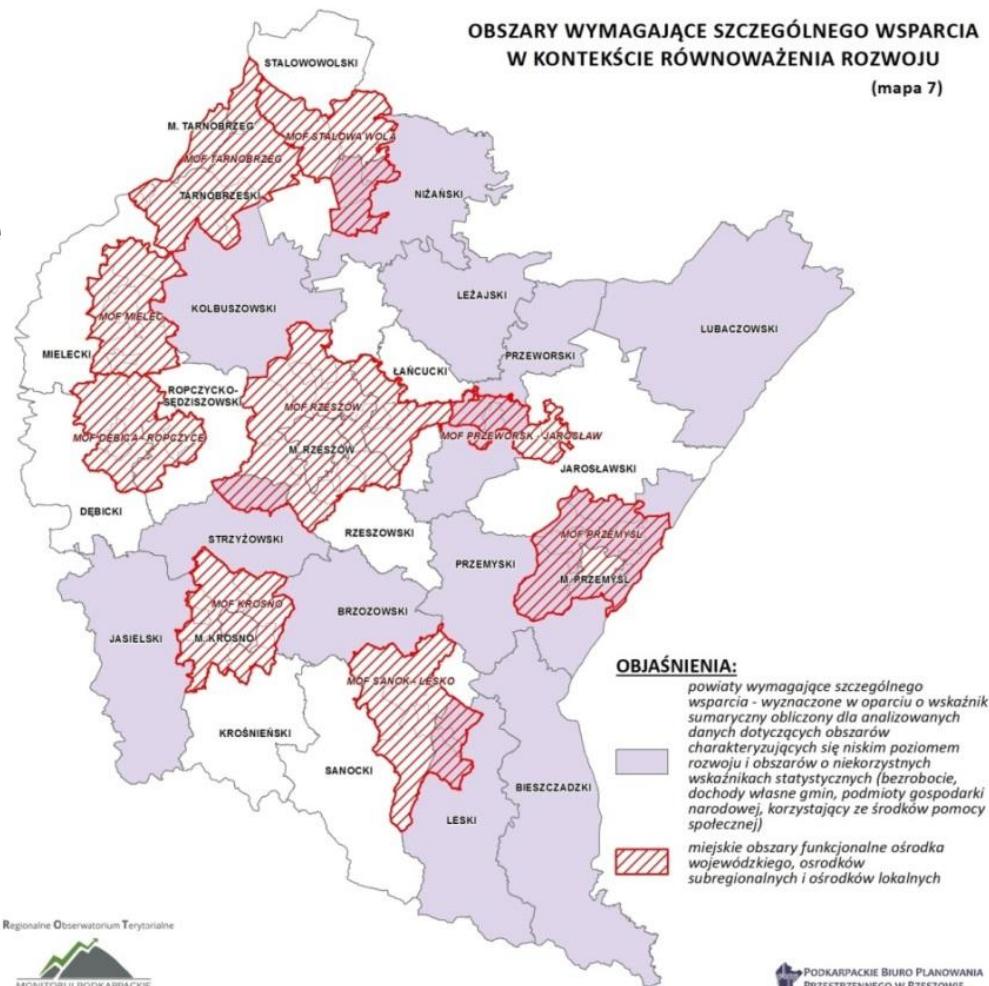 OBSZARY WYMAGAJĄCE SZCZEGÓLNEGO WSPARCIA
W KONTEKŚCIE RÓWNOWAŻENIA ROZWOJU
(mapa 7)
STALOWOWOLSKI
M. TARNOBRZEG
MOF STALOWA WOLA
MOF TARNOBRZEG
TARNOBRZESKI
NIŻAŃSKI
KOLBUSZOWSKI
LEŻAJSKI
MOF MIELEC
LUBACZOWSKI
MIELECKI
PRZEWORSKI
ŁAŃCUCKI
ROPCZYCKO-
SĘDZISZOWSKI
MOF RZESZÓW
MOF DĘBICA - ROPCZYCE
MOF PRZEWORSK - JAROSŁAW
M. RZESZÓW
JAROSŁAWSKI
DĘBICKI
RZESZOWSKI
MOF PRZEMYŚL
STRZYŻOWSKI
PRZEMYSKI
M. PRZEMYŚL
MOF KROSNO
BRZOZOWSKI
JASIELSKI
M. KROSNO
MOF SANOK - LESKO
KROŚNIEŃSKI
SANOCKI
BIESZCZADZKI
LESKI
OBJAŚNIENIA:
powiaty wymagające szczególnego
wsparcia - wyznaczone w oparciu o wskaźnik
sumaryczny obliczony dla analizowanych
danych dotyczących obszarów
charakteryzujących się niskim poziomem
rozwoju i obszarów o niekorzystnych
wskaźnikach statystycznych (bezrobocie,
dochody własne gmin, podmioty gospodarki
narodowej, korzystający ze środków pomocy
społecznej)
miejskie obszary funkcjonalne ośrodka
wojewódzkiego, osrodków
subregionalnych i ośrodków lokalnych
Regionalne Obserwatorium Terytorialne
MONITORUJ PODKARPACKIE
PODKARPACKIE BIURO PLANOWANIA
PRZESTRZENNEGO W RZESZOWIE